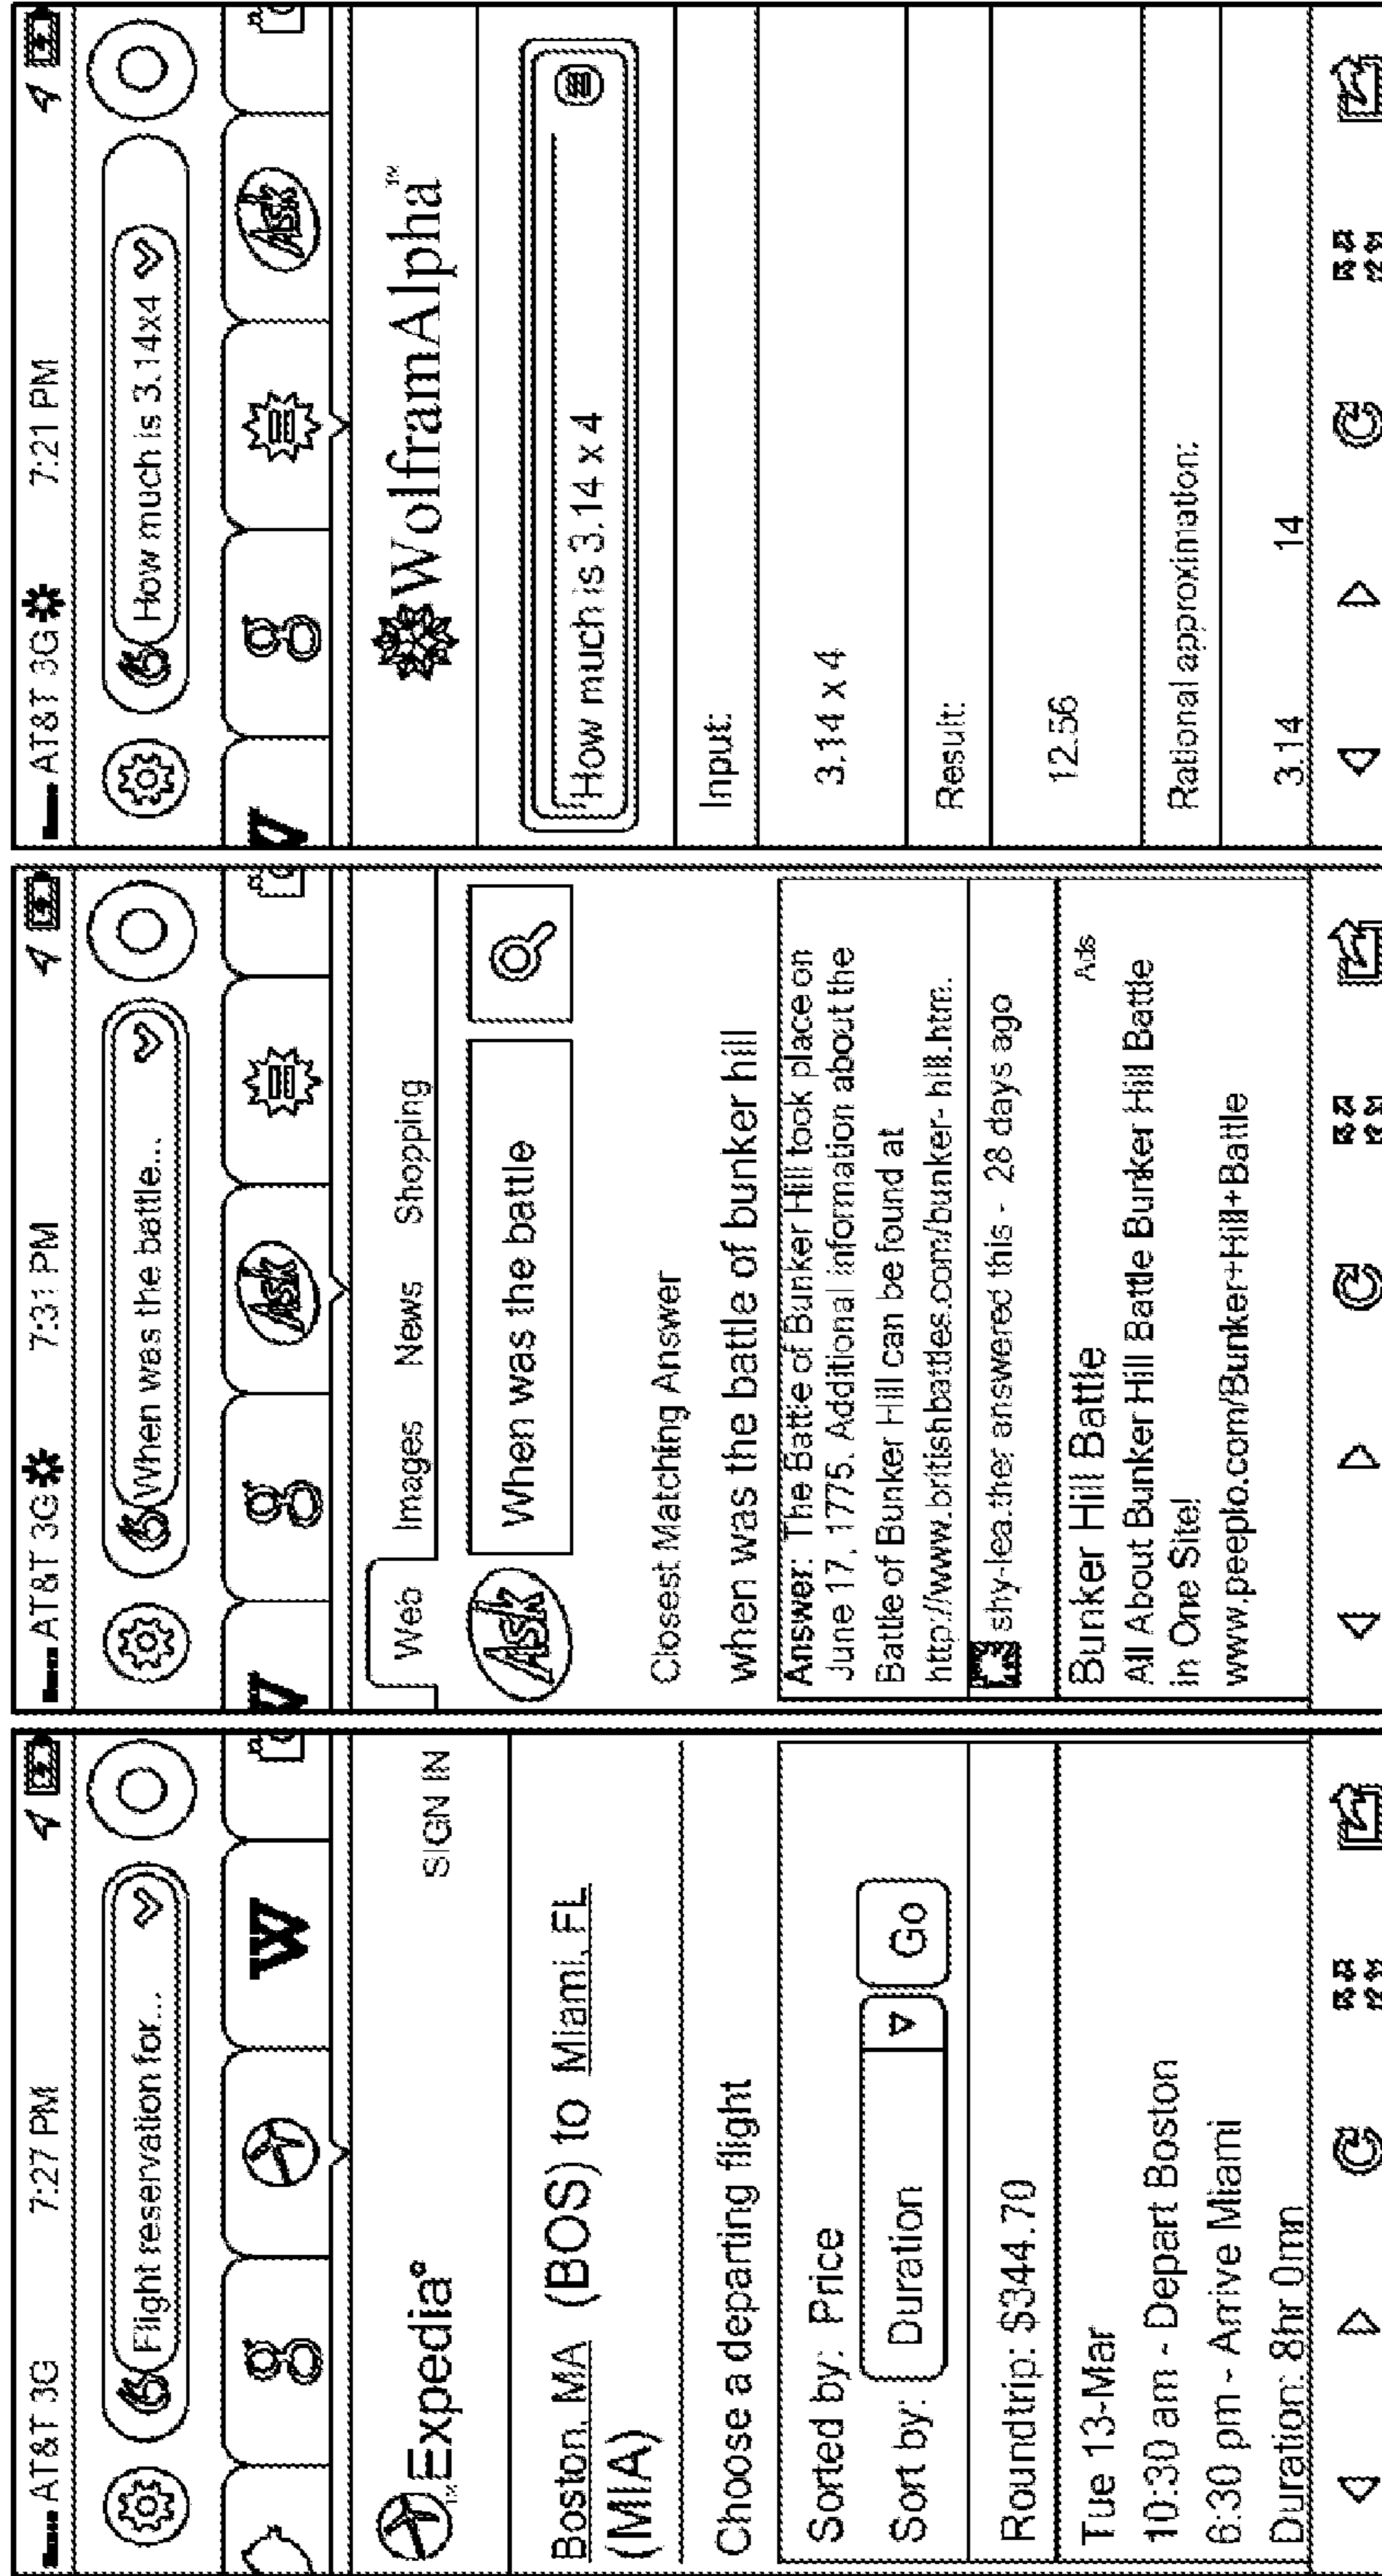 AT&T 3G 7:27 PM
Flight reservation for...
g
W
Expedia
SIGN IN
Boston, MA (BOS) to Miami, FL
(MIA)
Choose a departing flight
Sorted by: Price
Sort by: Duration Go
Roundtrip: $344.70
Tue 13-Mar
10:30 am - Depart Boston
6:30 pm - Arrive Miami
Duration: 8hr 0mn
AT&T 3G 7:31 PM
When was the battle...
W g Ask
Web Images News Shopping
Ask When was the battle
Closest Matching Answer
when was the battle of bunker hill
Answer: The Battle of Bunker Hill took place on
June 17, 1775. Additional information about the
Battle of Bunker Hill can be found at
http://www.britishbattles.com/bunker- hill.htm.
shy-lea.ther answered this - 28 days ago
Bunker Hill Battle Ads
All About Bunker Hill Battle Bunker Hill Battle
in One Site!
www.peeplo.com/Bunker+Hill+Battle
AT&T 3G 7:21 PM
How much is 3.14x4
W g Ask
WolframAlpha™
How much is 3.14 x 4
Input:
3.14 x 4
Result:
12.56
Rational approximation:
3.14 14